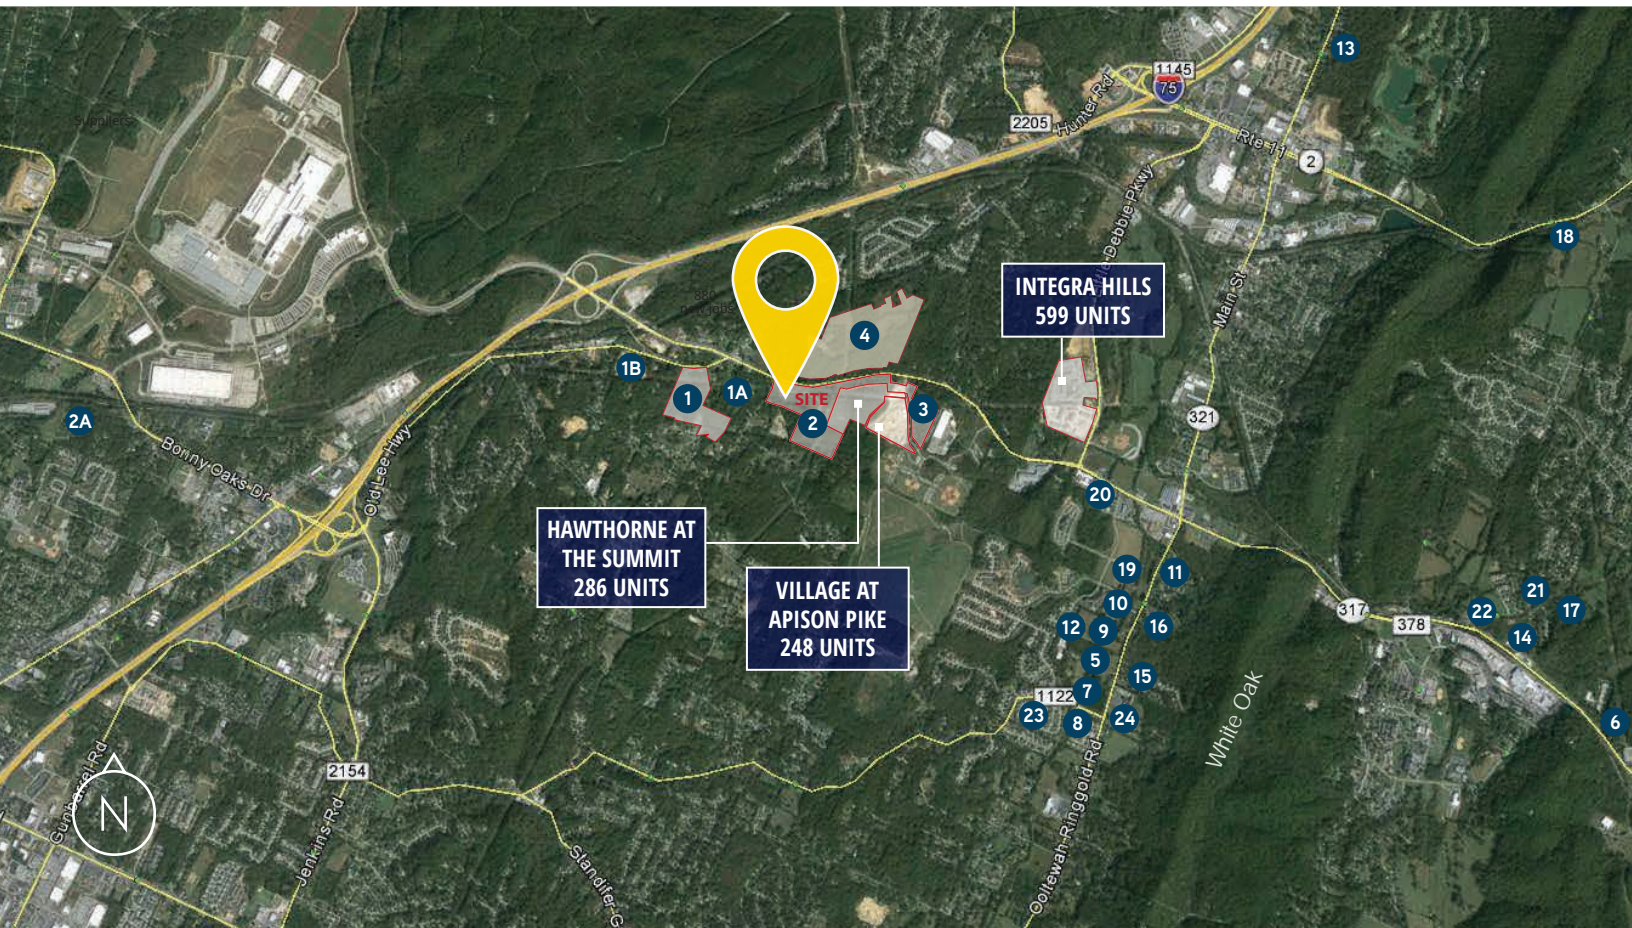 13
1145
75
2205
Hunter Rd
Rte 11
2
Suppliers
18
Little Debbie Pkwy
INTEGRA HILLS
599 UNITS
Main St
4
1B
1A
1
SITE
2
3
321
2A
Bonny Oaks Dr
Old Lee Hwy
20
HAWTHORNE AT
THE SUMMIT
286 UNITS
VILLAGE AT
APISON PIKE
248 UNITS
19
11
10
12
9
16
5
15
1122
7
23
8
24
317
378
22
21
17
14
6
White Oak
Gunbarrel Rd
2154
N
Jenkins Rd
Standifer G
Ooltewah-Ringgold Rd